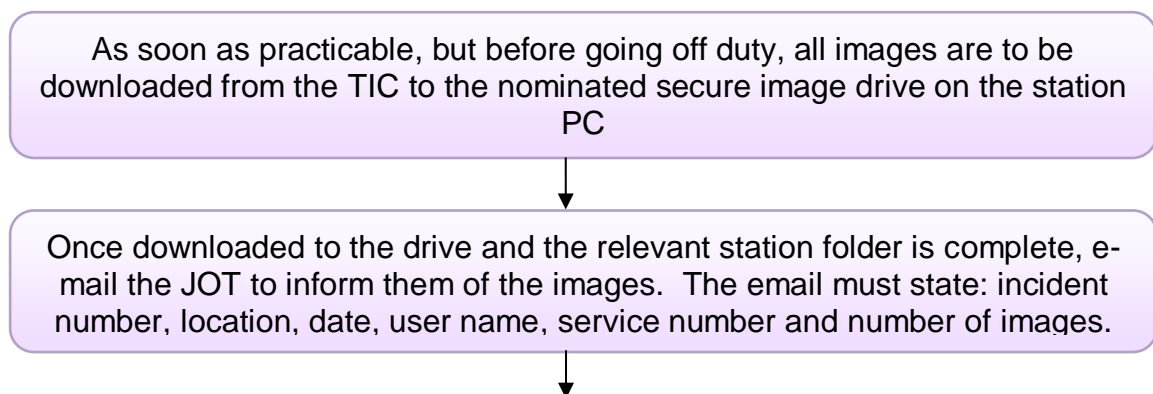 As soon as practicable, but before going off duty, all images are to be
downloaded from the TIC to the nominated secure image drive on the station
PC
Once downloaded to the drive and the relevant station folder is complete, e-
mail the JOT to inform them of the images.  The email must state: incident
number, location, date, user name, service number and number of images.